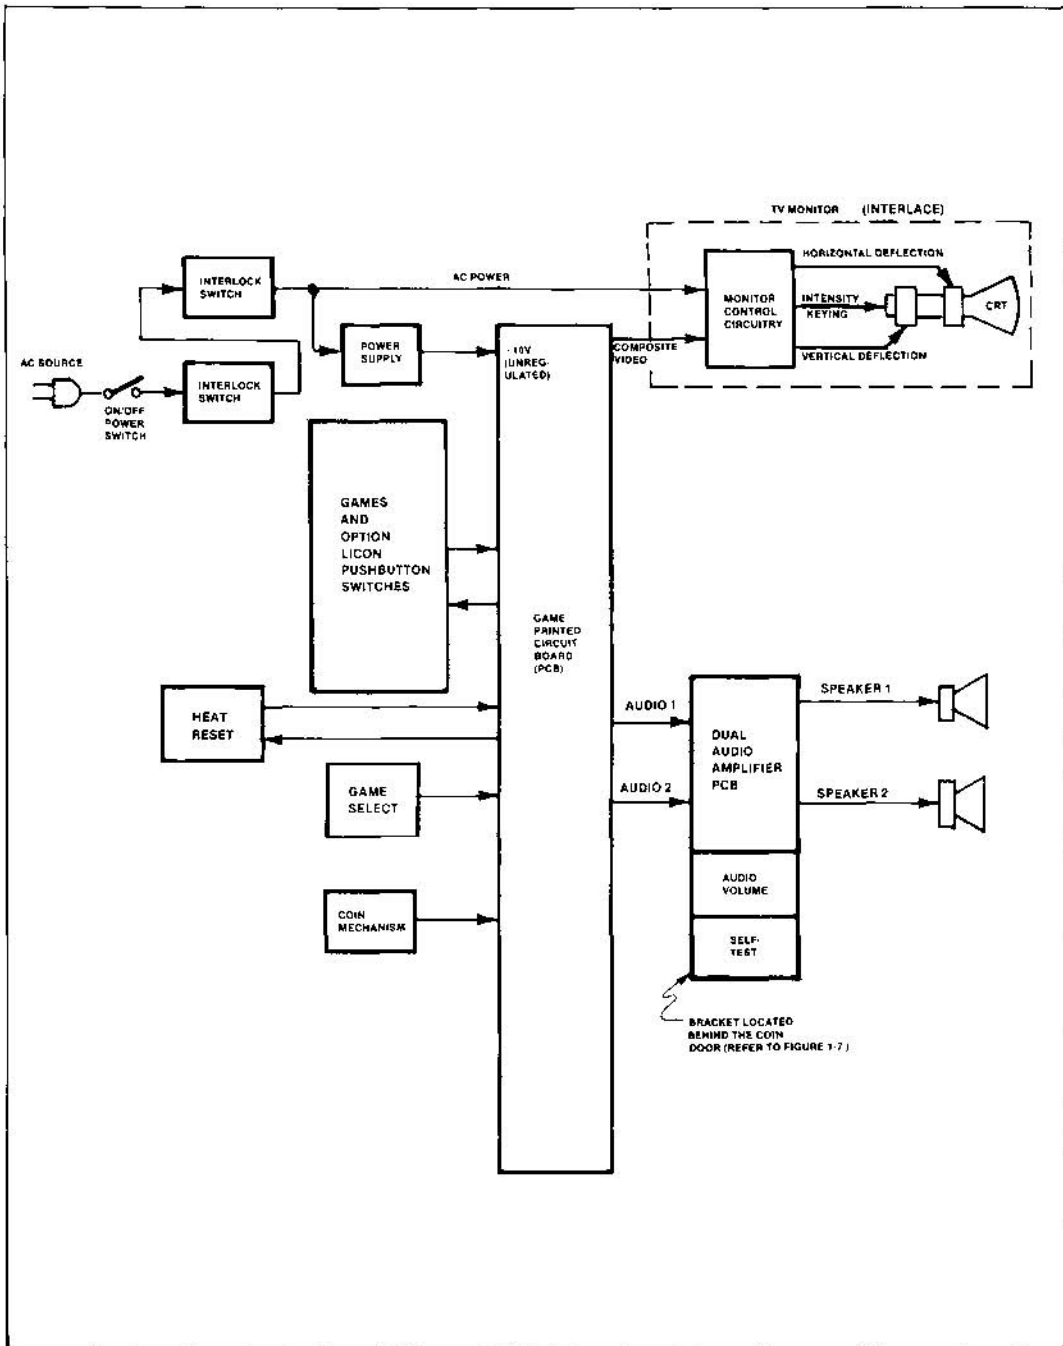 TV MONITOR (INTERLACE)
HORIZONTAL DEFLECTION
INTERLOCK
SWITCH
AC POWER
MONITOR
CONTROL
CIRCUITRY
INTENSITY
KEYING
CRT
VERTICAL DEFLECTION
POWER
SUPPLY
10V
(UNREG-
ULATED)
COMPOSITE
VIDEO
AC SOURCE
INTERLOCK
SWITCH
ON/OFF
POWER
SWITCH
GAMES
AND
OPTION
LICON
PUSHBUTTON
SWITCHES
GAME
PRINTED
CIRCUIT
BOARD
(PCB)
HEAT
RESET
AUDIO 1
SPEAKER 1
DUAL
AUDIO
AMPLIFIER
PCB
GAME
SELECT
AUDIO 2
SPEAKER 2
AUDIO
VOLUME
COIN
MECHANISM
SELF-
TEST
BRACKET LOCATED
BEHIND THE COIN
DOOR (REFER TO FIGURE 1-7)